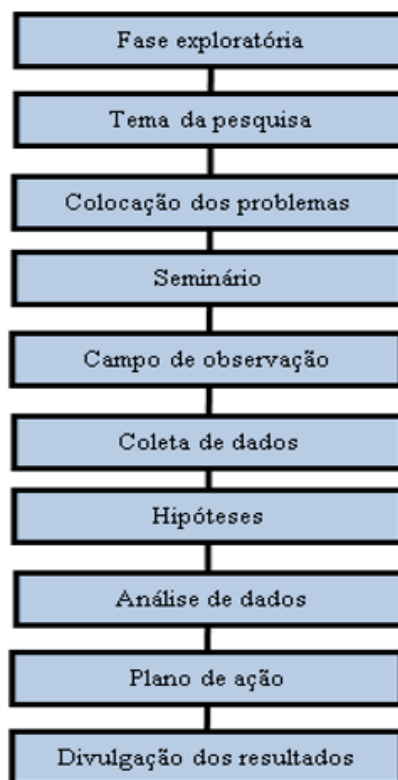 Fase exploratória
Tema da pesquisa
Colocação dos problemas
Seminário
Campo de observação
Coleta de dados
Hipóteses
Análise de dados
Plano de ação
Divulgação dos resultados